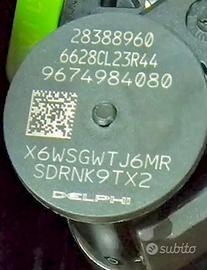 28388960
6628CL23R44
9674984080
X6WSGWTJ6MR
SDRNK9TX2
DELPHI
subito